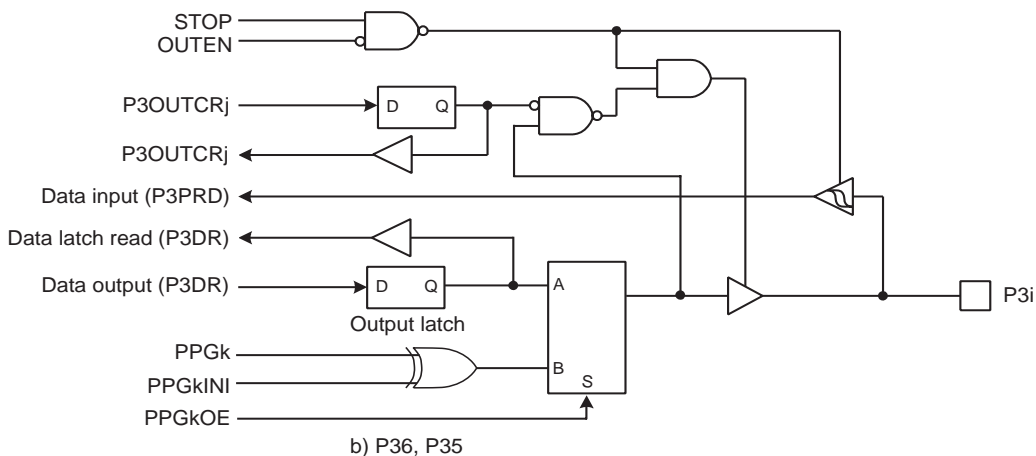 STOP
OUTEN
P3OUTCRj
D Q
P3OUTCRj
Data input (P3PRD)
Data latch read (P3DR)
Data output (P3DR)
D Q
A
P3i
Output latch
PPGk
B
PPGkINI
S
PPGkOE
b) P36, P35